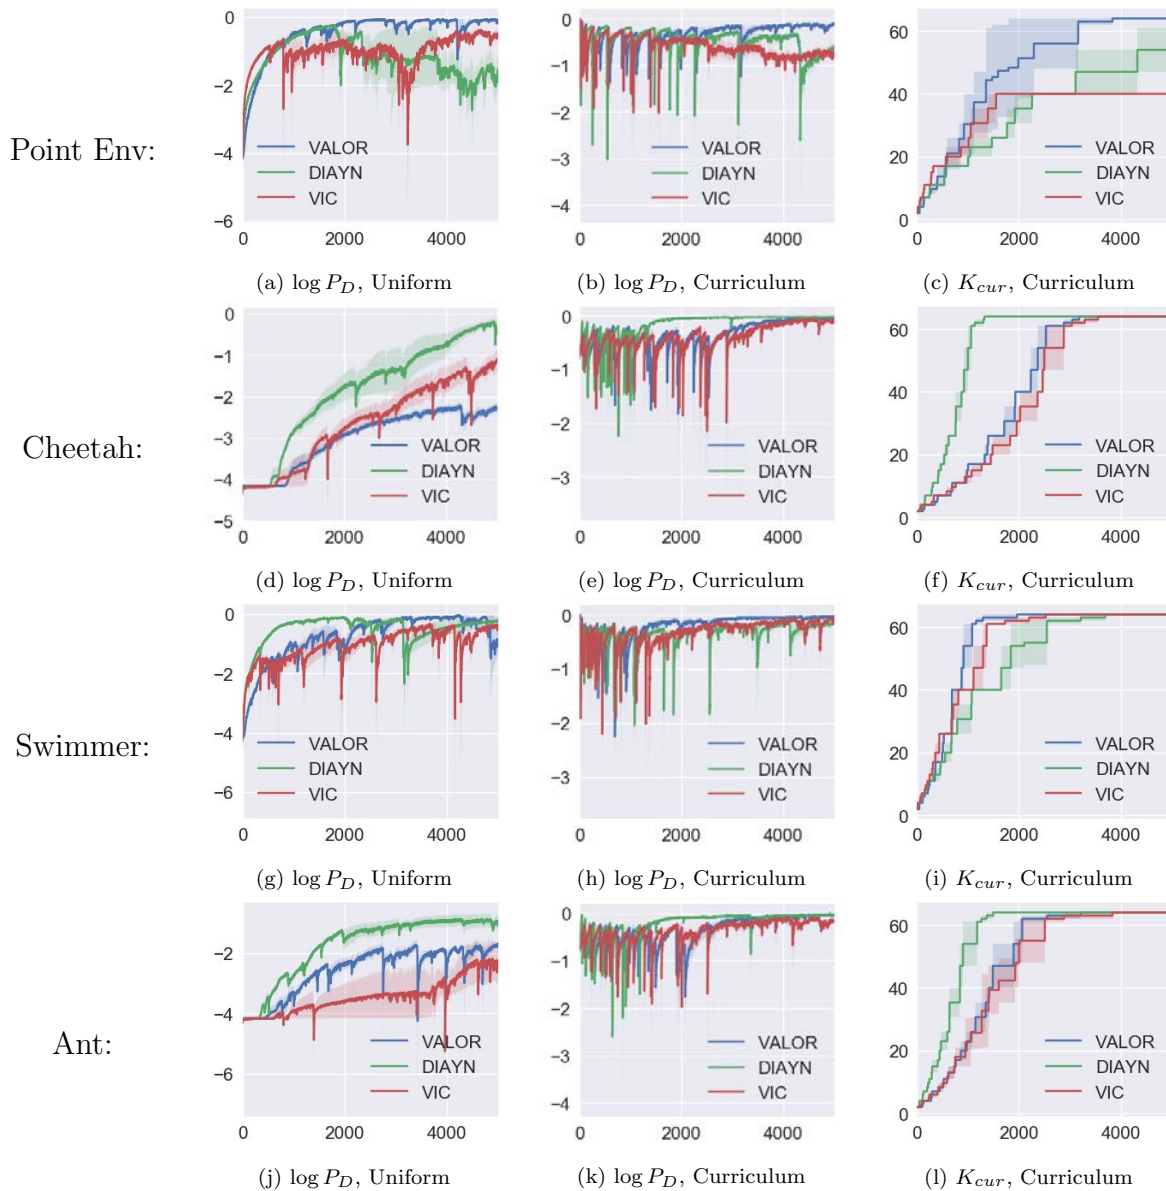 Point Env:
0
−2
−4
−6
VALOR
DIAYN
VIC
0 2000 4000
(a) log P_D, Uniform
0
−1
−2
−3
−4
VALOR
DIAYN
VIC
0 2000 4000
(b) log P_D, Curriculum
60
40
20
0
VALOR
DIAYN
VIC
0 2000 4000
(c) K_cur, Curriculum
Cheetah:
0
−1
−2
−3
−4
−5
VALOR
DIAYN
VIC
0 2000 4000
(d) log P_D, Uniform
0
−1
−2
−3
VALOR
DIAYN
VIC
0 2000 4000
(e) log P_D, Curriculum
60
40
20
0
VALOR
DIAYN
VIC
0 2000 4000
(f) K_cur, Curriculum
Swimmer:
0
−2
−4
−6
VALOR
DIAYN
VIC
0 2000 4000
(g) log P_D, Uniform
0
−1
−2
−3
VALOR
DIAYN
VIC
0 2000 4000
(h) log P_D, Curriculum
60
40
20
0
VALOR
DIAYN
VIC
0 2000 4000
(i) K_cur, Curriculum
Ant:
−2
−4
−6
VALOR
DIAYN
VIC
0 2000 4000
(j) log P_D, Uniform
0
−1
−2
−3
−4
VALOR
DIAYN
VIC
0 2000 4000
(k) log P_D, Curriculum
60
40
20
0
VALOR
DIAYN
VIC
0 2000 4000
(l) K_cur, Curriculum